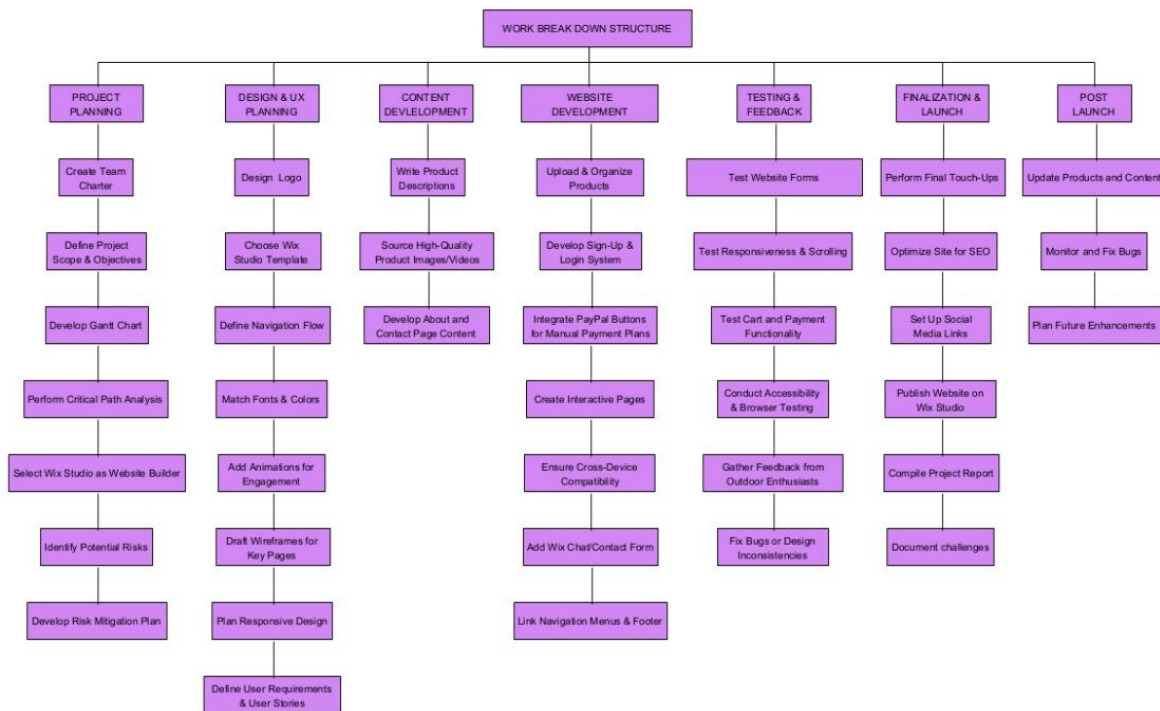 WORK BREAK DOWN STRUCTURE
PROJECT
PLANNING
Create Team
Charter
Define Project
Scope & Objectives
Develop Gantt Chart
Perform Critical Path Analysis
Select Wix Studio as Website Builder
Identify Potential Risks
Develop Risk Mitigation Plan
DESIGN & UX
PLANNING
Design Logo
Choose Wix
Studio Template
Define Navigation Flow
Match Fonts & Colors
Add Animations for
Engagement
Draft Wireframes for
Key Pages
Plan Responsive Design
Define User Requirements
& User Stories
CONTENT
DEVLELOPMENT
Write Product
Descriptions
Source High-Quality
Product Images/Videos
Develop About and
Contact Page Content
WEBSITE
DEVELOPMENT
Upload & Organize
Products
Develop Sign-Up &
Login System
Integrate PayPal Buttons
for Manual Payment Plans
Create Interactive Pages
Ensure Cross-Device
Compatibility
Add Wix Chat/Contact Form
Link Navigation Menus & Footer
TESTING &
FEEDBACK
Test Website Forms
Test Responsiveness & Scrolling
Test Cart and Payment
Functionality
Conduct Accessibility
& Browser Testing
Gather Feedback from
Outdoor Enthusiasts
Fix Bugs or Design
Inconsistencies
FINALIZATION &
LAUNCH
Perform Final Touch-Ups
Optimize Site for SEO
Set Up Social
Media Links
Publish Website on
Wix Studio
Compile Project Report
Document challenges
POST
LAUNCH
Update Products and Content
Monitor and Fix Bugs
Plan Future Enhancements